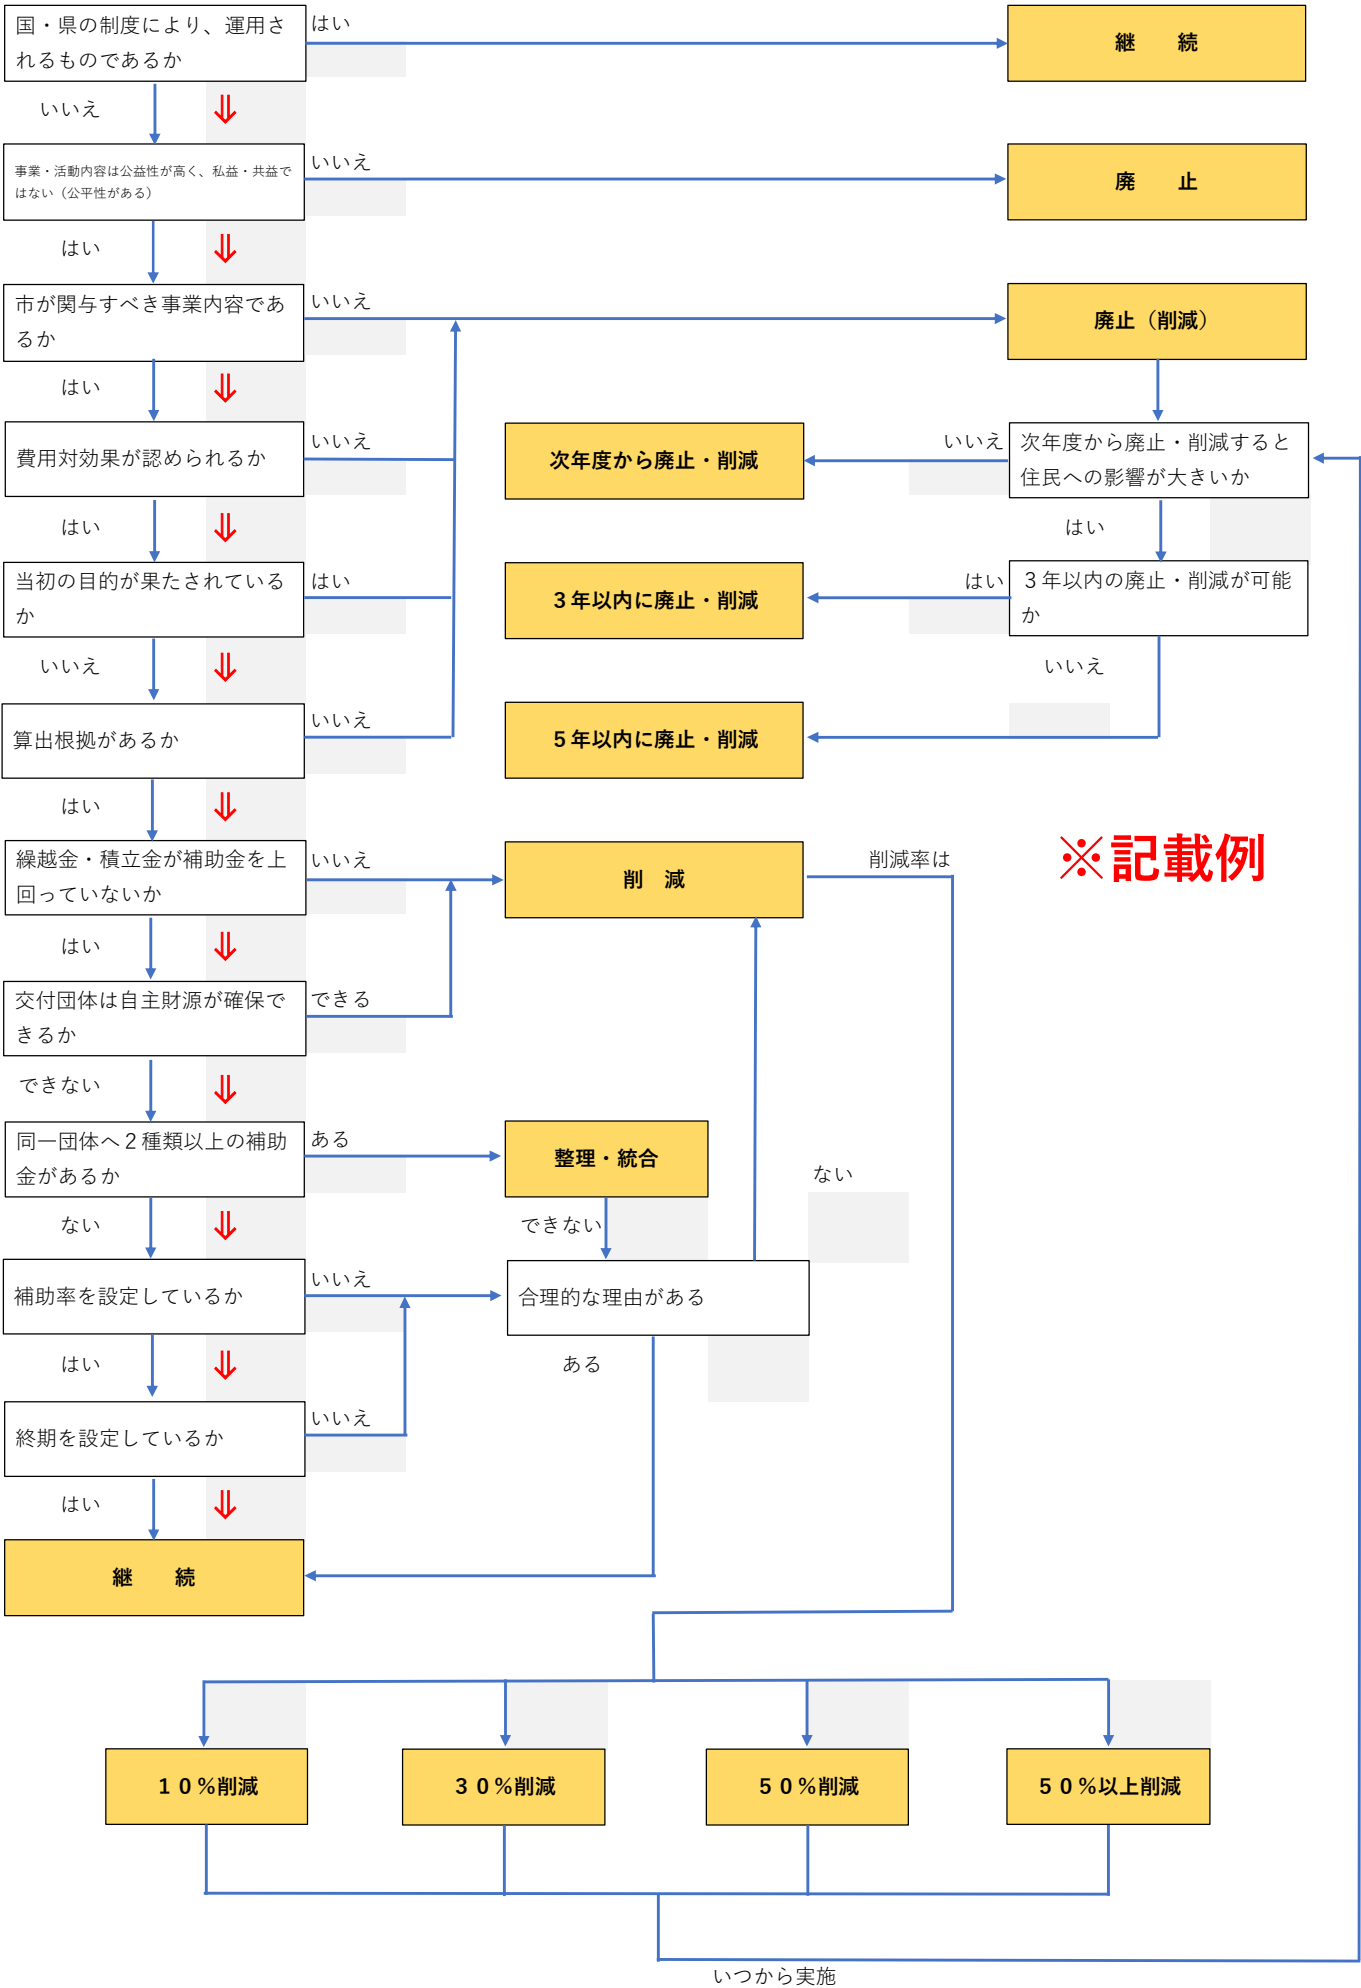 国・県の制度により、運用さ
れるものであるか
はい
継　　続
いいえ
⇓
事業・活動内容は公益性が高く、私益・共益で
はない（公平性がある）
いいえ
廃　　止
はい
⇓
市が関与すべき事業内容であ
るか
いいえ
廃止（削減）
はい
⇓
費用対効果が認められるか
いいえ
次年度から廃止・削減
いいえ
次年度から廃止・削減すると
住民への影響が大きいか
はい
⇓
はい
当初の目的が果たされている
か
はい
３年以内に廃止・削減
はい
３年以内の廃止・削減が可能
か
いいえ
⇓
いいえ
算出根拠があるか
いいえ
５年以内に廃止・削減
はい
⇓
※記載例
繰越金・積立金が補助金を上
回っていないか
いいえ
削　減
削減率は
はい
⇓
交付団体は自主財源が確保で
きるか
できる
できない
⇓
同一団体へ２種類以上の補助
金があるか
ある
整理・統合
ない
ない
⇓
できない
補助率を設定しているか
いいえ
合理的な理由がある
はい
⇓
ある
終期を設定しているか
いいえ
はい
⇓
継　　続
１０%削減
３０%削減
５０%削減
５０%以上削減
いつから実施